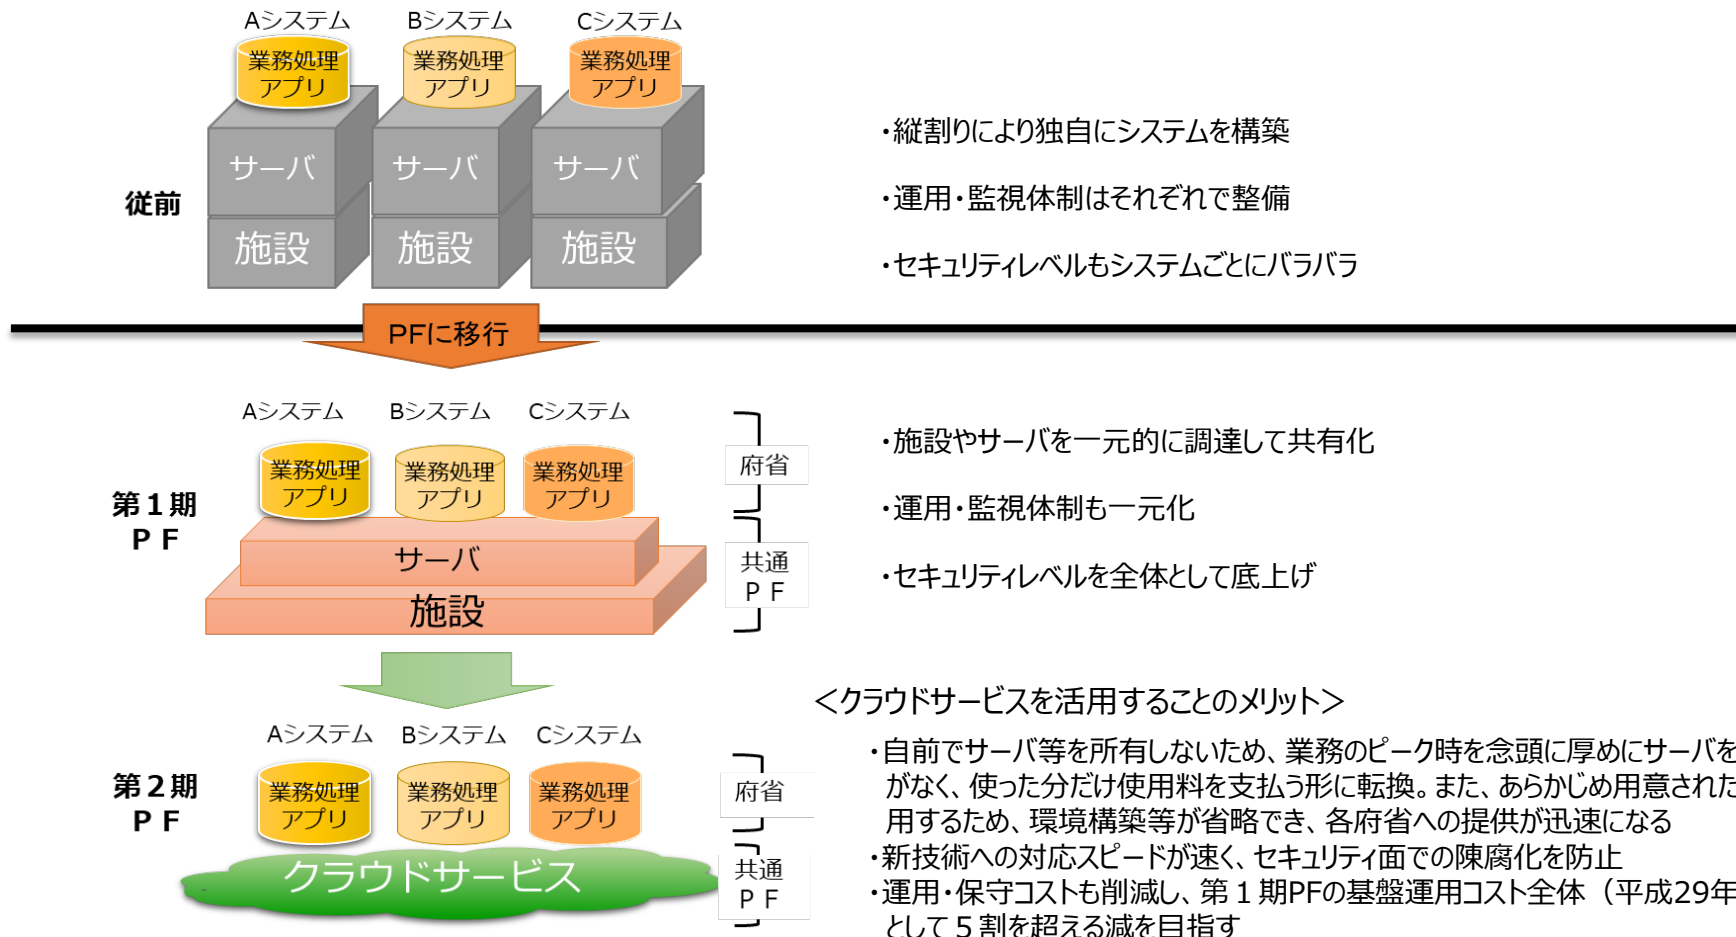 Aシステム Bシステム Cシステム
業務処理
アプリ
業務処理
アプリ
業務処理
アプリ
サーバ サーバ サーバ
施設 施設 施設
従前
・縦割りにより独自にシステムを構築
・運用・監視体制はそれぞれで整備
・セキュリティレベルもシステムごとにバラバラ
PFに移行
Aシステム Bシステム Cシステム
業務処理
アプリ
業務処理
アプリ
業務処理
アプリ
サーバ
施設
第1期
PF
府省
共通
PF
・施設やサーバを一元的に調達して共有化
・運用・監視体制も一元化
・セキュリティレベルを全体として底上げ
Aシステム Bシステム Cシステム
業務処理
アプリ
業務処理
アプリ
業務処理
アプリ
クラウドサービス
第2期
PF
府省
共通
PF
<クラウドサービスを活用することのメリット>
・自前でサーバ等を所有しないため、業務のピーク時を念頭に厚めにサーバを
がなく、使った分だけ使用料を支払う形に転換。また、あらかじめ用意された
用するため、環境構築等が省略でき、各府省への提供が迅速になる
・新技術への対応スピードが速く、セキュリティ面での陳腐化を防止
・運用・保守コストも削減し、第1期PFの基盤運用コスト全体(平成29年
として5割を超える減を目指す